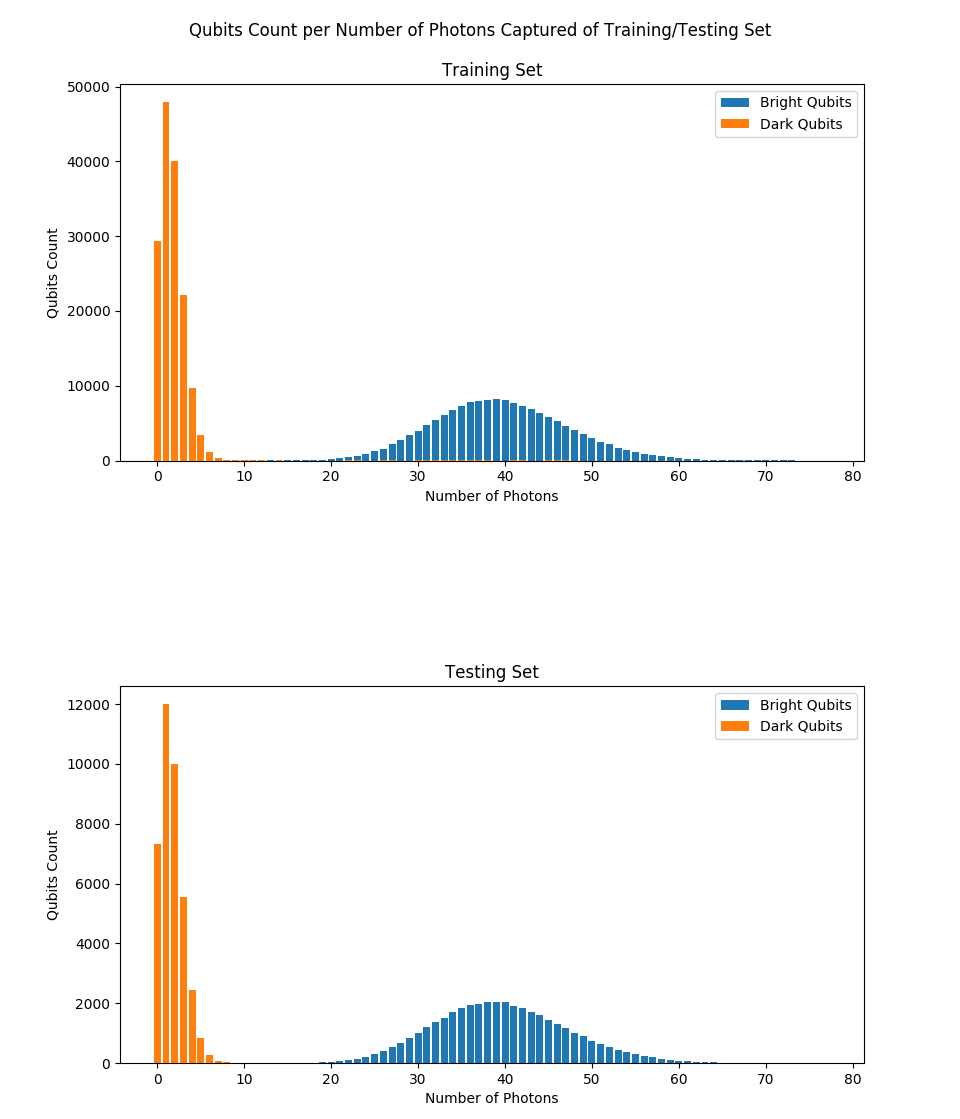 Qubits Count per Number of Photons Captured of Training/Testing Set
Training Set
50000
40000
30000
20000
10000
0
Qubits Count
Bright Qubits
Dark Qubits
0 10 20 30 40 50 60 70 80
Number of Photons
Testing Set
12000
10000
8000
6000
4000
2000
0
Qubits Count
Bright Qubits
Dark Qubits
0 10 20 30 40 50 60 70 80
Number of Photons